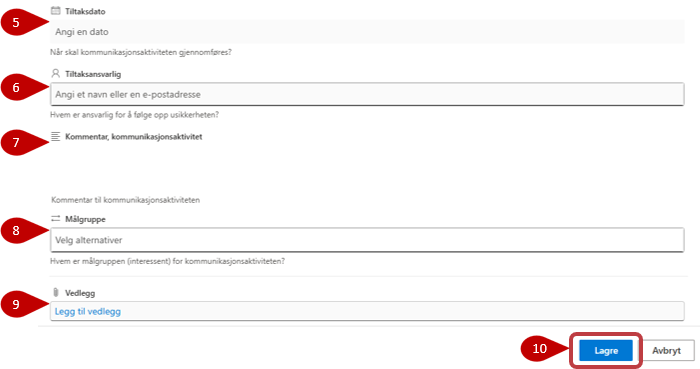 5
Tiltaksdato
Angi en dato
Når skal kommunikasjonsaktiviteten gjennomføres?
6
Tiltaksansvarlig
Angi et navn eller en e-postadresse
Hvem er ansvarlig for å følge opp usikkerheten?
7
Kommentar, kommunikasjonsaktivitet
Kommentar til kommunikasjonsaktiviteten
8
Målgruppe
Velg alternativer
Hvem er målgruppen (interessent) for kommunikasjonsaktiviteten?
9
Vedlegg
Legg til vedlegg
10
Lagre Avbryt